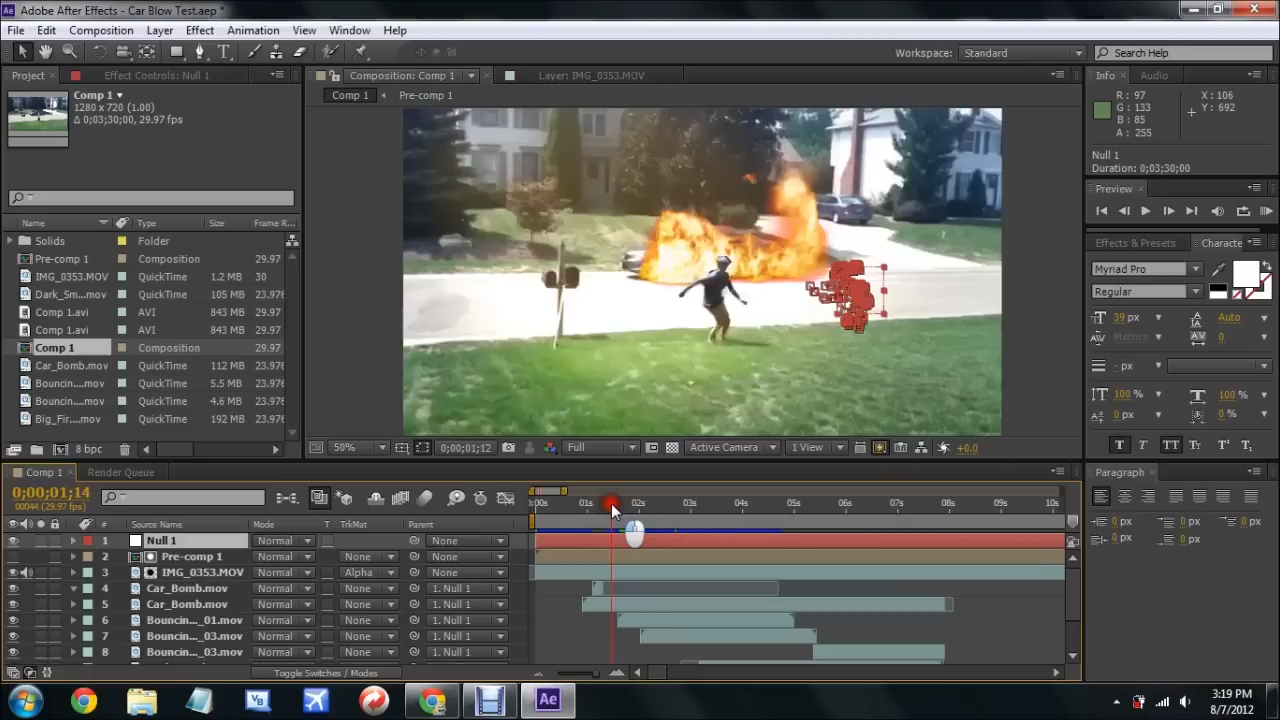 Adobe After Effects - Car Blow Test.aep *
File Edit Composition Layer Effect Animation View Window Help
Workspace: Standard Search Help
Project Effect Controls: Null 1
Composition: Comp 1 Layer: IMG_0353.MOV
Info Audio
Comp 1
1280 x 720 (1.00)
Δ 0;03;30;00, 29.97 fps
Comp 1 Pre-comp 1
R : 97 X : 106
G : 133 Y : 692
B : 85
A : 255
Null 1
Duration: 0;03;30;00
Preview
Name Type Size Frame R...
Solids Folder
Pre-comp 1 Composition 29.97
IMG_0353.MOV QuickTime 1.2 MB 30
Dark_Sm...mov QuickTime 105 MB 23.976
Comp 1.avi AVI 843 MB 29.97
Comp 1.avi AVI 843 MB 29.97
Comp 1 Composition 29.97
Car_Bomb.mov QuickTime 112 MB 23.976
Bouncin....mov QuickTime 5.5 MB 23.976
Bouncin....mov QuickTime 4.6 MB 23.976
Big_Fir...mov QuickTime 192 MB 23.976
8 bpc
Effects & Presets Characte
Myriad Pro
Regular
39 px Auto
Metrics 0
- px
100 % 100 %
0 px 0 %
T T TT Tr T¹ T₁
50% 0;00;01;12 Full Active Camera 1 View +0.0
Comp 1 Render Queue
Paragraph
0;00;01;14
00044 (29.97 fps)
:00s 01s 02s 03s 04s 05s 06s 07s 08s 09s 10s
0 px 0 px 0 px
0 px 0 px
# Source Name Mode T TrkMat Parent
1 Null 1 Normal None
2 Pre-comp 1 Normal None None
3 IMG_0353.MOV Normal Alpha None
4 Car_Bomb.mov Normal None 1. Null 1
5 Car_Bomb.mov Normal None 1. Null 1
6 Bouncin..._01.mov Normal None 1. Null 1
7 Bouncin..._03.mov Normal None 1. Null 1
8 Bouncin..._03.mov Normal None 1. Null 1
Toggle Switches / Modes
3:19 PM
8/7/2012